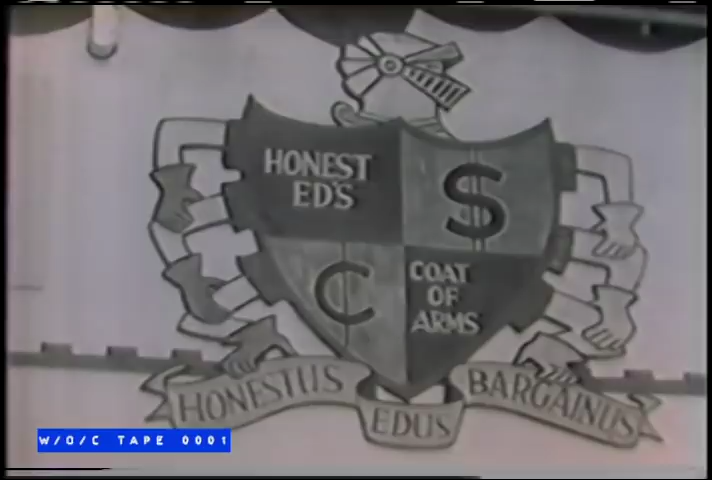 HONEST
ED'S
$
¢
COAT
OF
ARMS
HONESTUS EDUS BARGAINUS
W/O/C TAPE 0001